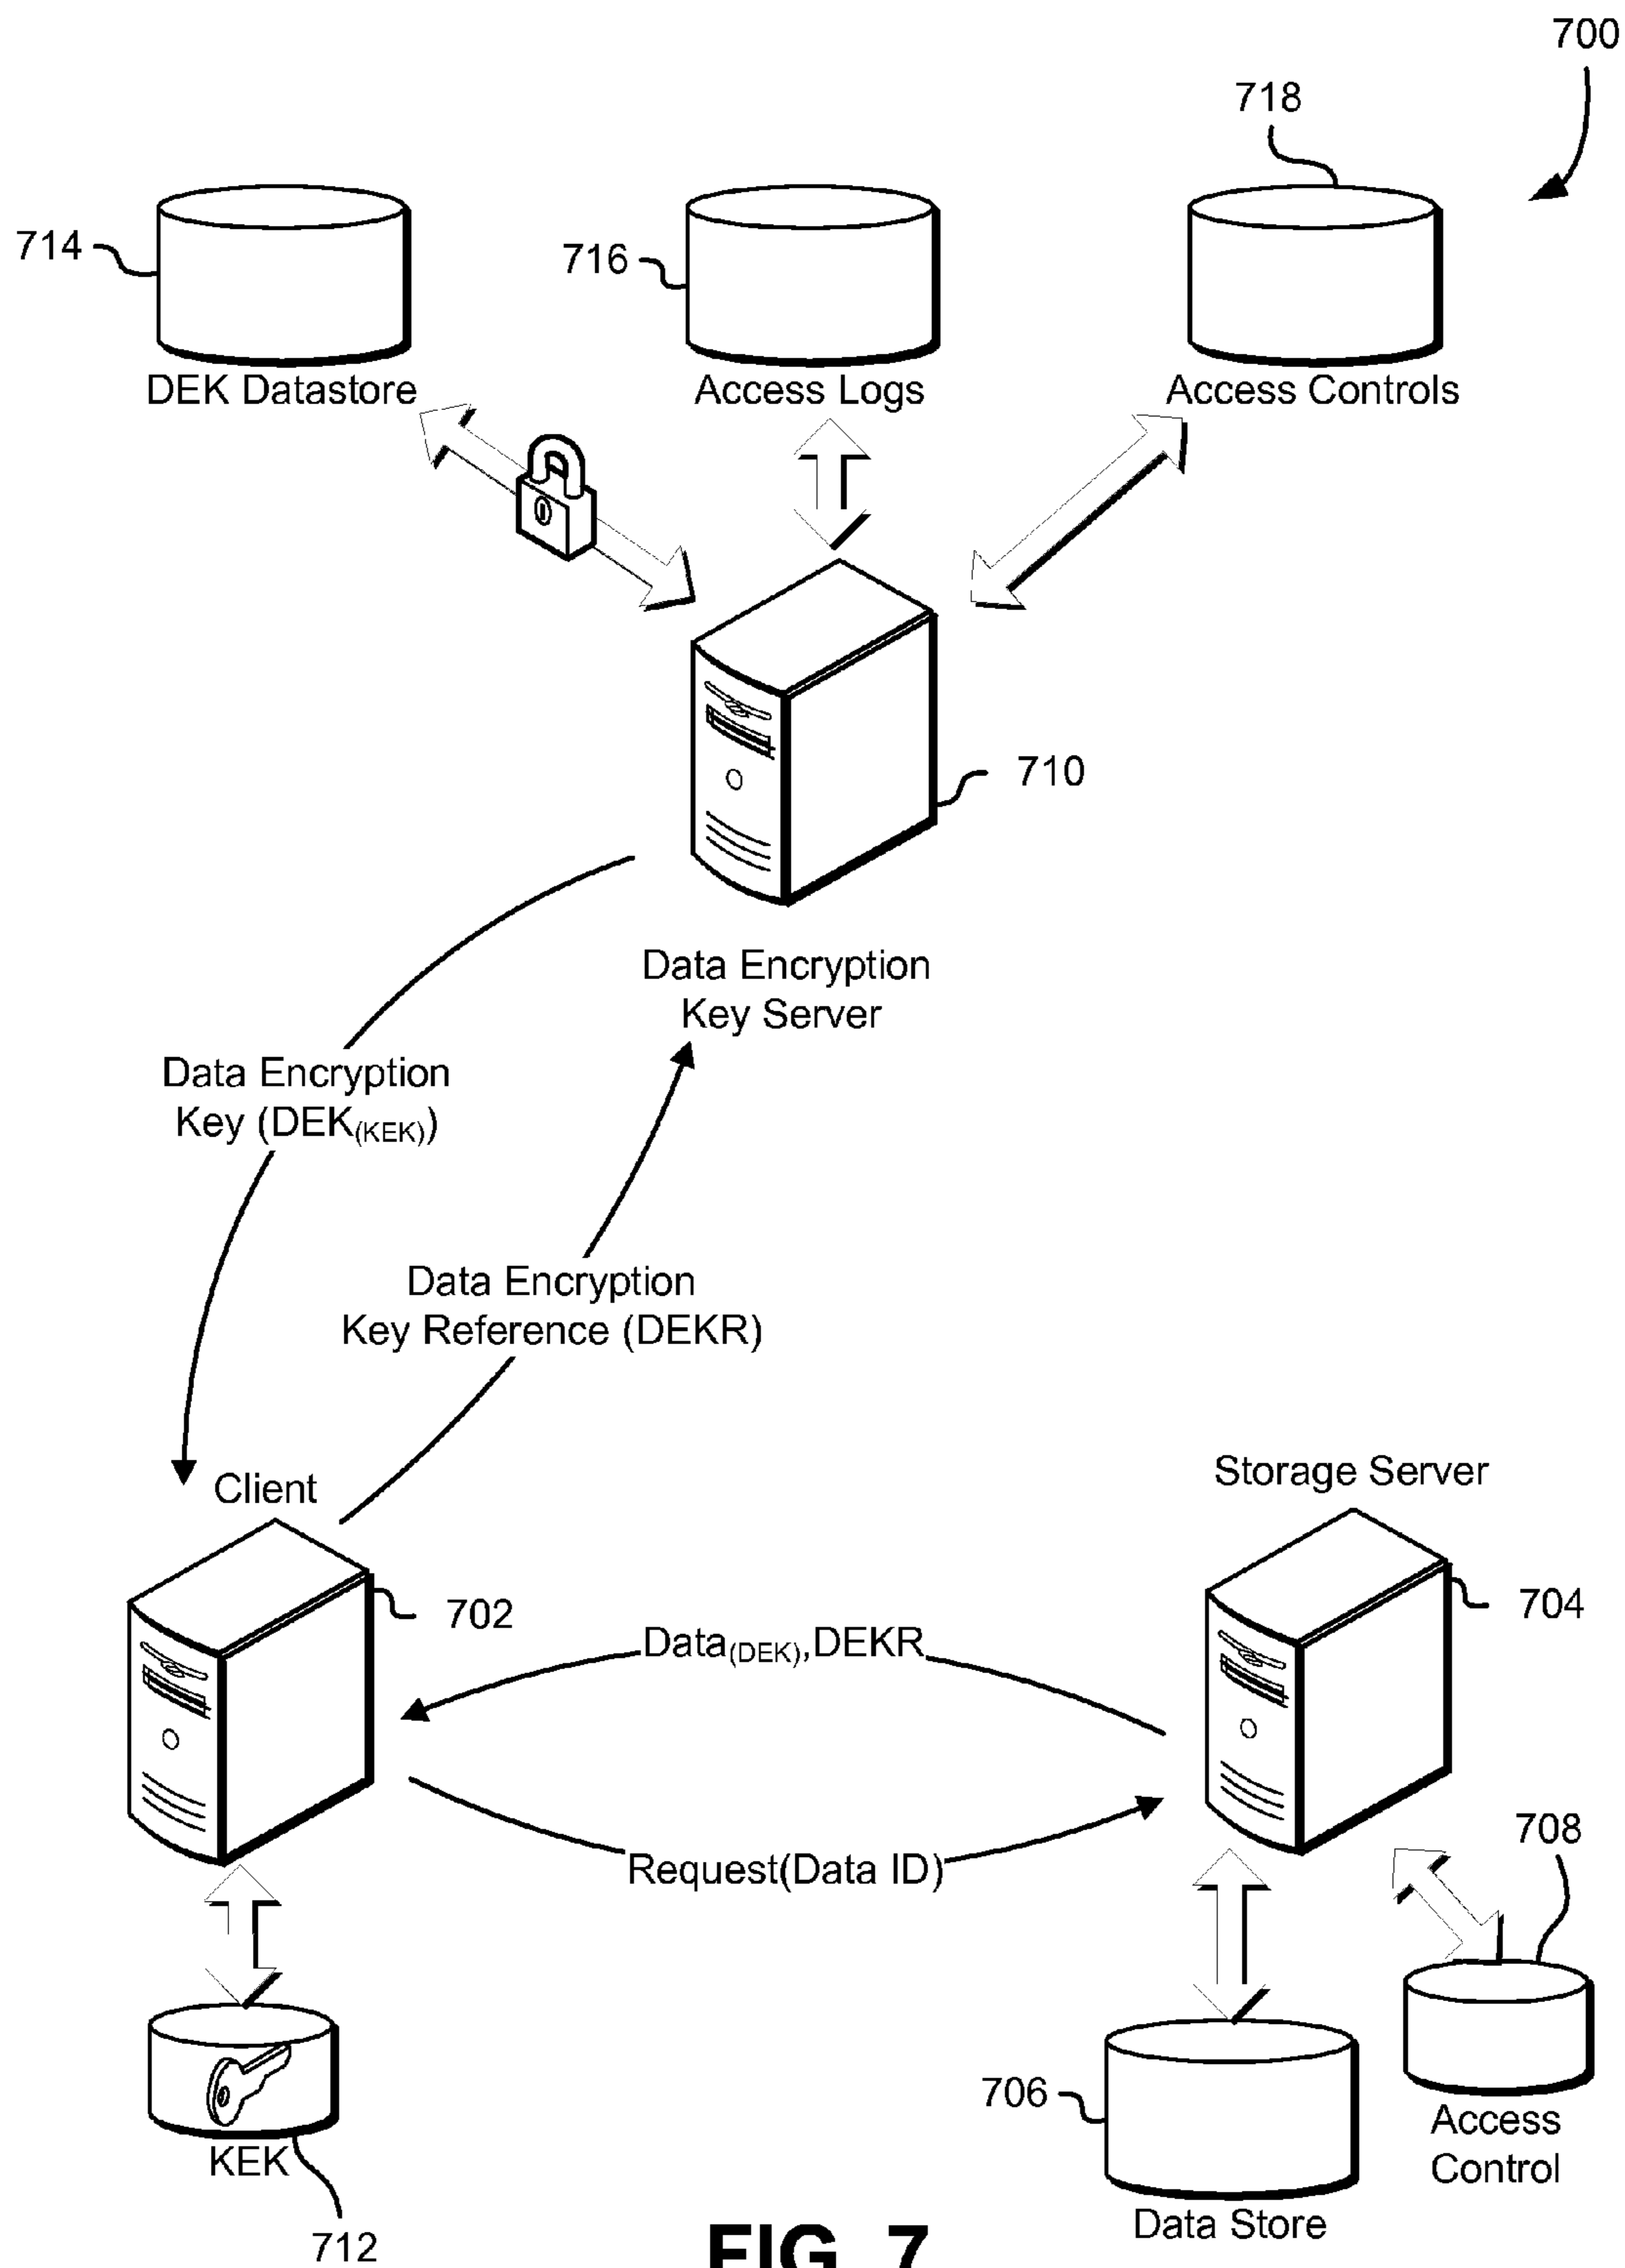 700
718
714
716
DEK Datastore
Access Logs
Access Controls
710
Data Encryption
Key Server
Data Encryption
Key (DEK(KEK))
Data Encryption
Key Reference (DEKR)
Client
Storage Server
702
704
Data(DEK),DEKR
Request(Data ID)
708
706
Access
Control
KEK
Data Store
712
FIG. 7